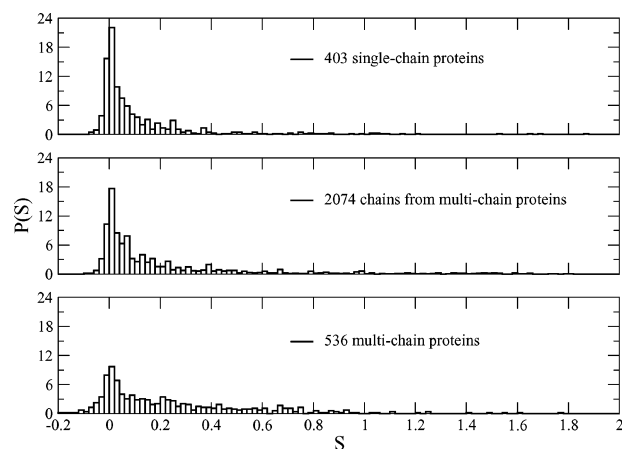 24
18
12
6
0
403 single-chain proteins
24
18
12
6
0
2074 chains from multi-chain proteins
P(S)
24
18
12
6
0
536 multi-chain proteins
-0.2 0 0.2 0.4 0.6 0.8 1 1.2 1.4 1.6 1.8 2
S